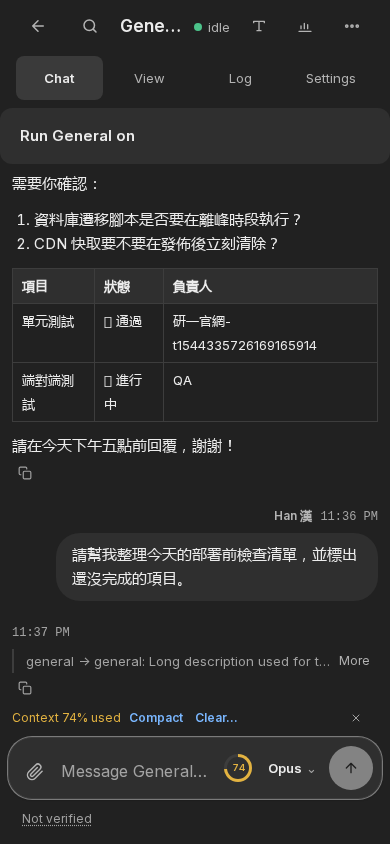 Gene... idle
Chat View Log Settings
Run General on
需要你確認：
1. 資料庫遷移腳本是否要在離峰時段執行？
2. CDN 快取要不要在發佈後立刻清除？
項目 狀態 負責人
單元測試 通過 研一官網-
t1544335726169165914
端對端測 進行 QA
試 中
請在今天下午五點前回覆，謝謝！
Han 漢 11:36 PM
請幫我整理今天的部署前檢查清單，並標出
還沒完成的項目。
11:37 PM
general → general: Long description used for t... More
Context 74% used Compact Clear...
Message General... 74 Opus
Not verified